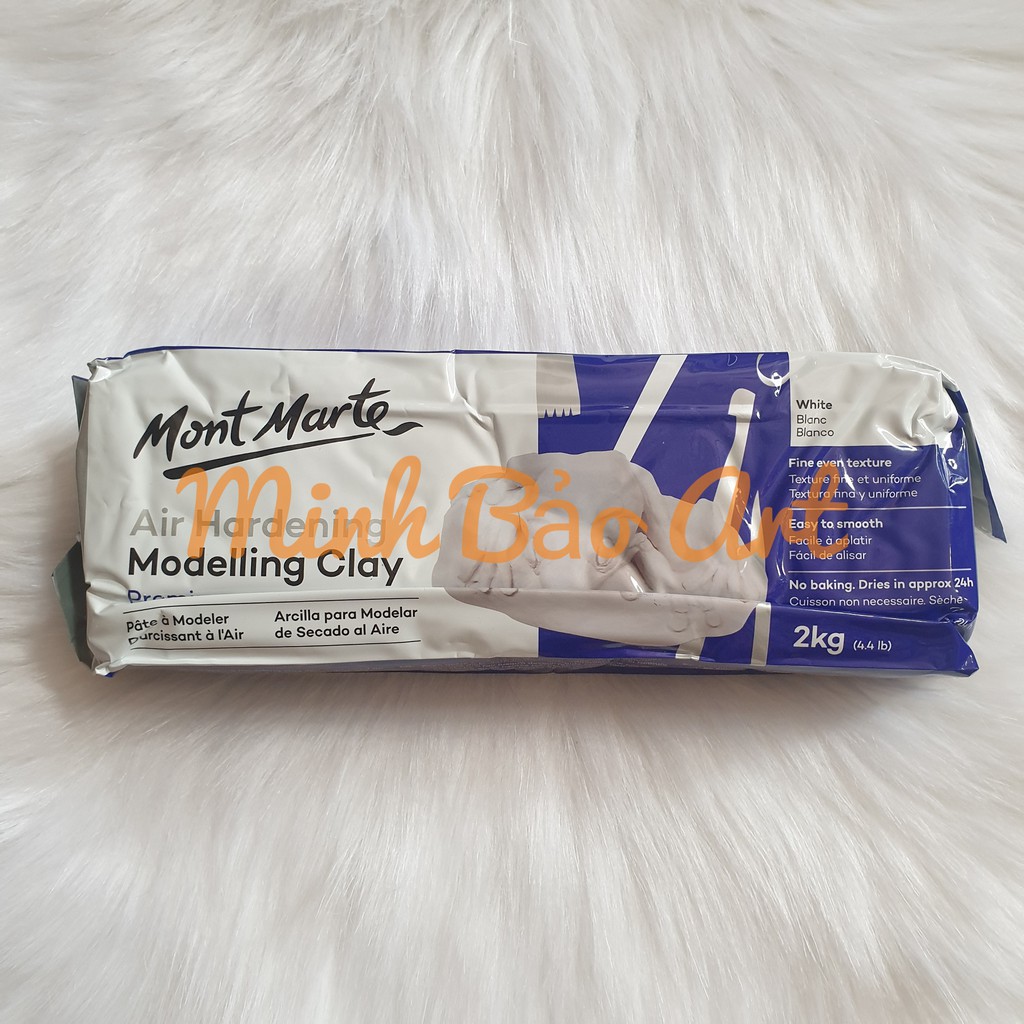 Mont Marte
Air Hardening
Modelling Clay
Pâte à Modeler
Durcissant à l'Air
Arcilla para Modelar
de Secado al Aire
White
Blanc
Blanco
Fine even texture
Texture fine et uniforme
Textura fina y uniforme
Easy to smooth
Facile à aplatir
Fácil de alisar
No baking. Dries in approx 24h
Cuisson non necessaire. Sèche
2kg (4.4 lb)
Minh Bảo Art